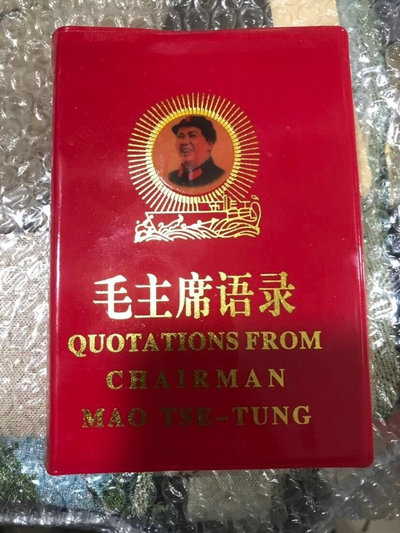 毛主席语录
QUOTATIONS FROM
CHAIRMAN
MAO TSE-TUNG